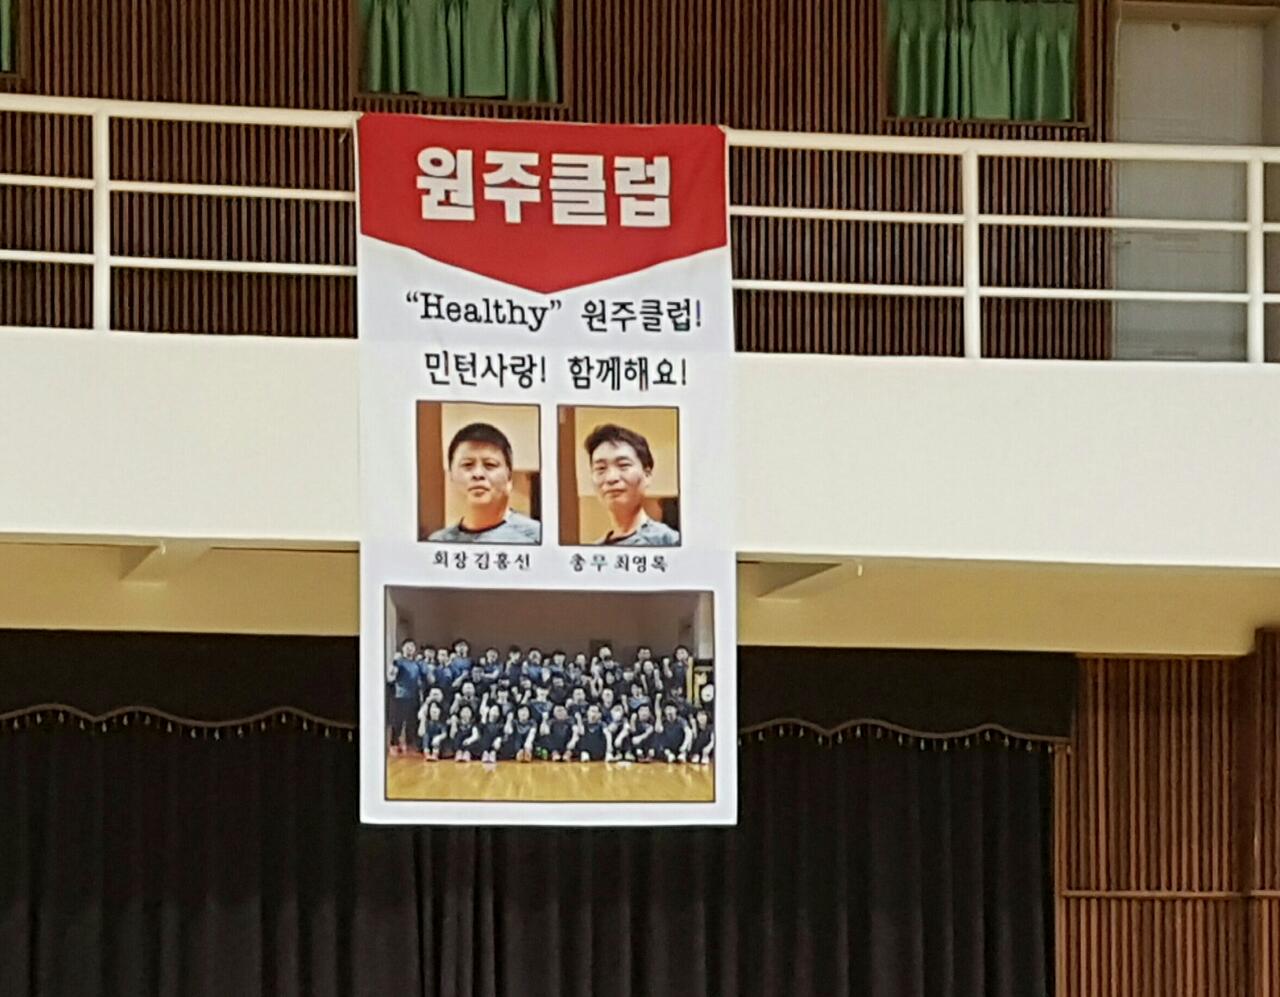 원주클럽
“Healthy” 원주클럽!
민턴사랑! 함께해요!
회장 김홍선
총무 최영록